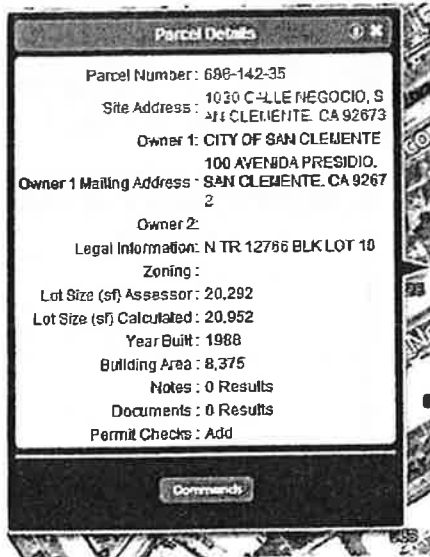 Parcel Details
Parcel Number: 686-142-35
Site Address: 1030 CALLE NEGOCIO, S
AN CLEMENTE. CA 92673
Owner 1: CITY OF SAN CLEMENTE
100 AVENIDA PRESIDIO.
Owner 1 Mailing Address: SAN CLEMENTE. CA 9267
2
Owner 2:
Legal Information: N TR 12766 BLK LOT 10
Zoning:
Lot Size (sf) Assessor: 20,292
Lot Size (sf) Calculated: 20,952
Year Built: 1988
Building Area: 8,375
Notes: 0 Results
Documents: 0 Results
Permit Checks: Add
Commands